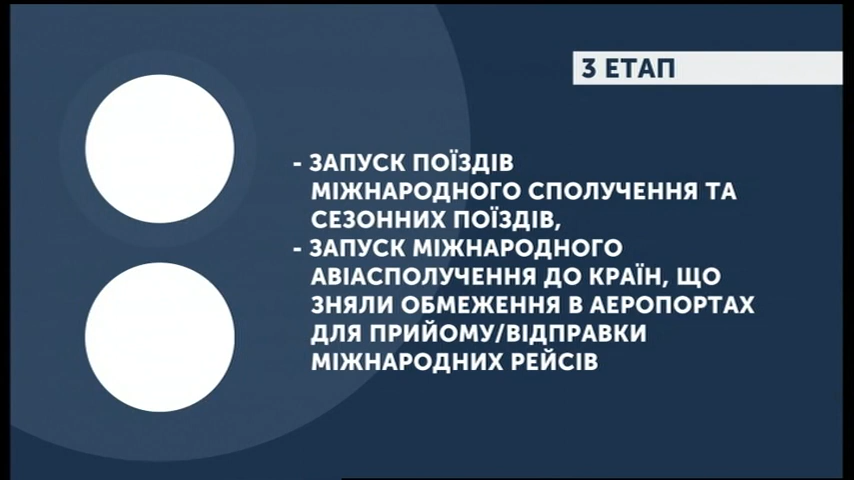 3 ЕТАП
- ЗАПУСК ПОЇЗДІВ
МІЖНАРОДНОГО СПОЛУЧЕННЯ ТА
СЕЗОННИХ ПОЇЗДІВ,
- ЗАПУСК МІЖНАРОДНОГО
АВІАСПОЛУЧЕННЯ ДО КРАЇН, ЩО
ЗНЯЛИ ОБМЕЖЕННЯ В АЕРОПОРТАХ
ДЛЯ ПРИЙОМУ/ВІДПРАВКИ
МІЖНАРОДНИХ РЕЙСІВ